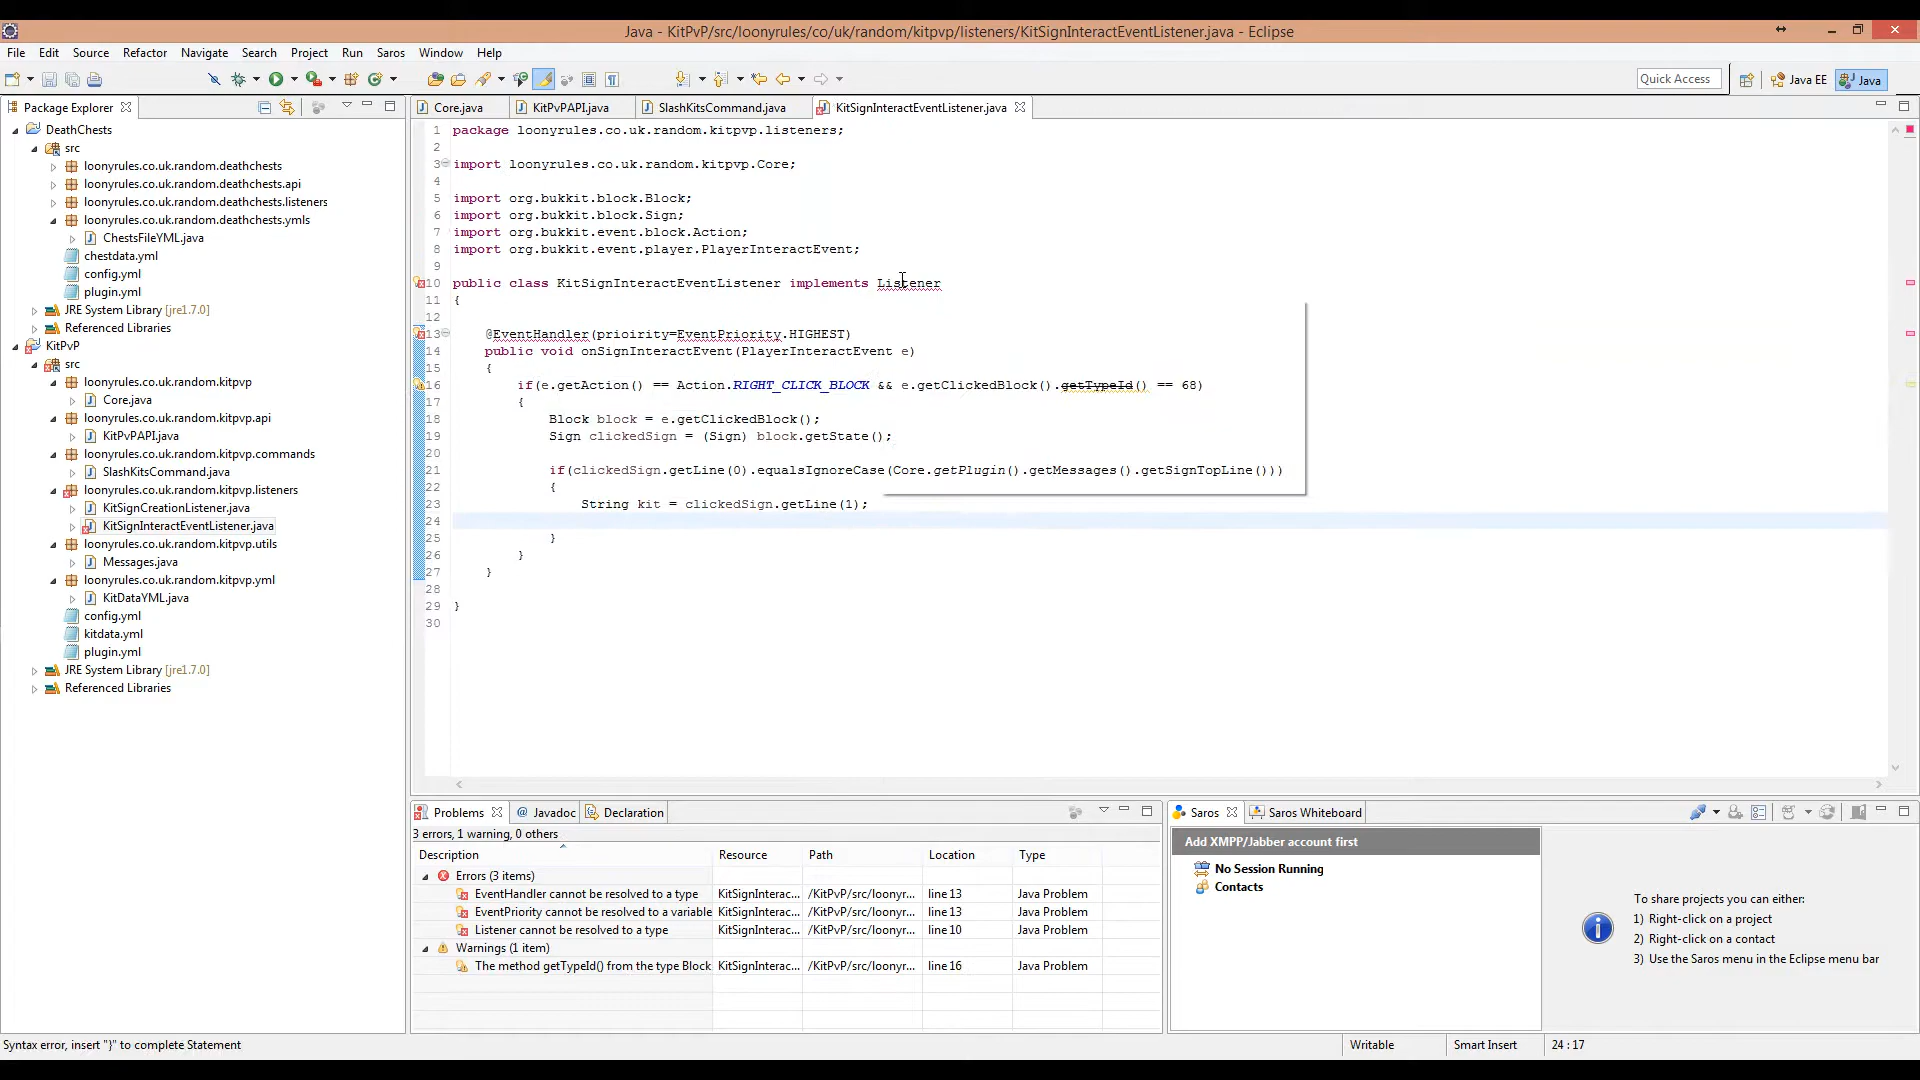 Java - KitPvP/src/loonyrules/co/uk/random/kitpvp/listeners/KitSignInteractEventListener.java - Eclipse
File Edit Source Refactor Navigate Search Project Run Saros Window Help
Quick Access Java EE Java
Package Explorer
DeathChests
src
loonyrules.co.uk.random.deathchests
loonyrules.co.uk.random.deathchests.api
loonyrules.co.uk.random.deathchests.listeners
loonyrules.co.uk.random.deathchests.ymls
ChestsFileYML.java
chestdata.yml
config.yml
plugin.yml
JRE System Library [jre1.7.0]
Referenced Libraries
KitPvP
src
loonyrules.co.uk.random.kitpvp
Core.java
loonyrules.co.uk.random.kitpvp.api
KitPvPAPI.java
loonyrules.co.uk.random.kitpvp.commands
SlashKitsCommand.java
loonyrules.co.uk.random.kitpvp.listeners
KitSignCreationListener.java
KitSignInteractEventListener.java
loonyrules.co.uk.random.kitpvp.utils
Messages.java
loonyrules.co.uk.random.kitpvp.yml
KitDataYML.java
config.yml
kitdata.yml
plugin.yml
JRE System Library [jre1.7.0]
Referenced Libraries
Core.java KitPvPAPI.java SlashKitsCommand.java KitSignInteractEventListener.java
1 package loonyrules.co.uk.random.kitpvp.listeners;
2
3 import loonyrules.co.uk.random.kitpvp.Core;
4
5 import org.bukkit.block.Block;
6 import org.bukkit.block.Sign;
7 import org.bukkit.event.block.Action;
8 import org.bukkit.event.player.PlayerInteractEvent;
9
10 public class KitSignInteractEventListener implements Listener
11 {
12
13 @EventHandler(prioirity=EventPriority.HIGHEST)
14 public void onSignInteractEvent(PlayerInteractEvent e)
15 {
16 if(e.getAction() == Action.RIGHT_CLICK_BLOCK && e.getClickedBlock().getTypeId() == 68)
17 {
18 Block block = e.getClickedBlock();
19 Sign clickedSign = (Sign) block.getState();
20
21 if(clickedSign.getLine(0).equalsIgnoreCase(Core.getPlugin().getMessages().getSignTopLine()))
22 {
23 String kit = clickedSign.getLine(1);
24
25 }
26 }
27 }
28
29 }
30
Problems Javadoc Declaration
3 errors, 1 warning, 0 others
Description Resource Path Location Type
Errors (3 items)
EventHandler cannot be resolved to a type KitSignInterac... /KitPvP/src/loonyr... line 13 Java Problem
EventPriority cannot be resolved to a variable KitSignInterac... /KitPvP/src/loonyr... line 13 Java Problem
Listener cannot be resolved to a type KitSignInterac... /KitPvP/src/loonyr... line 10 Java Problem
Warnings (1 item)
The method getTypeId() from the type Block KitSignInterac... /KitPvP/src/loonyr... line 16 Java Problem
Saros Saros Whiteboard
Add XMPP/Jabber account first
No Session Running
Contacts
To share projects you can either:
1) Right-click on a project
2) Right-click on a contact
3) Use the Saros menu in the Eclipse menu bar
Syntax error, insert "}" to complete Statement Writable Smart Insert 24 : 17